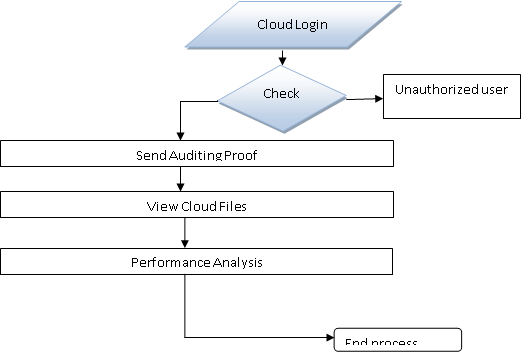 Cloud Login
Check
Unauthorized user
Send Auditing Proof
View Cloud Files
Performance Analysis
End process